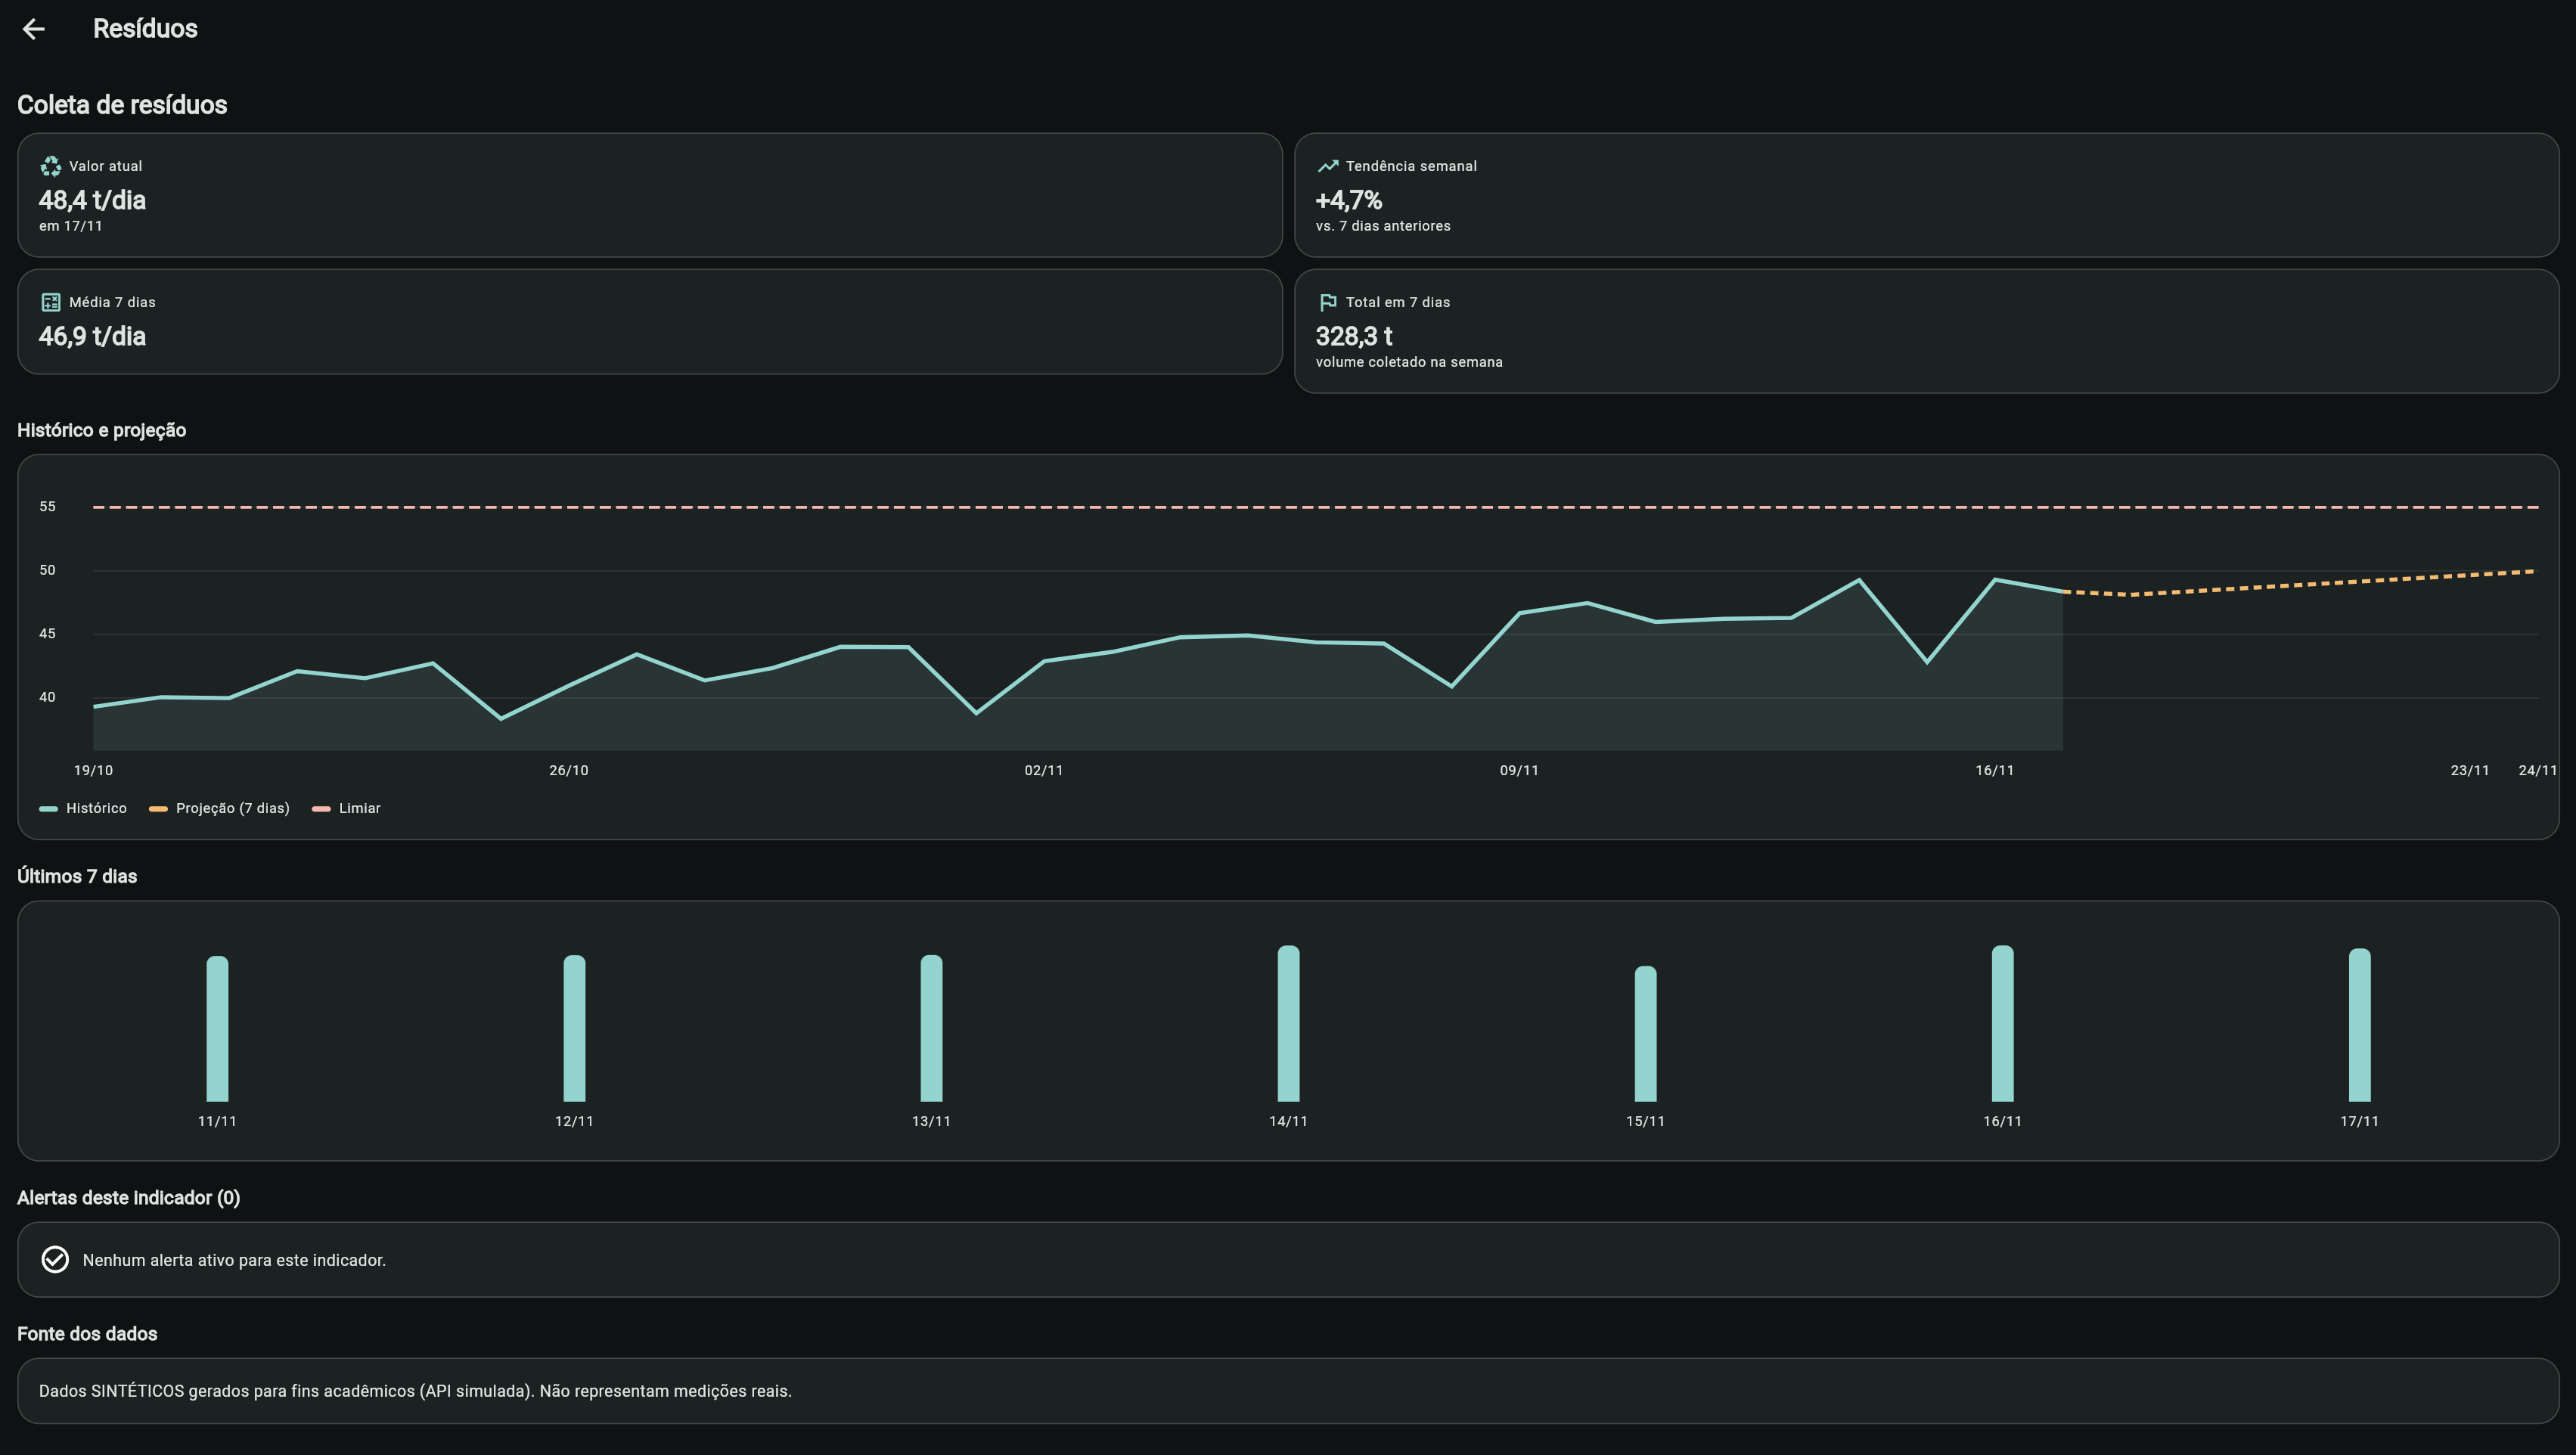 Resíduos
Coleta de resíduos
Valor atual
48,4 t/dia
em 17/11
Tendência semanal
+4,7%
vs. 7 dias anteriores
Média 7 dias
46,9 t/dia
Total em 7 dias
328,3 t
volume coletado na semana
Histórico e projeção
55
50
45
40
19/10 26/10 02/11 09/11 16/11 23/11 24/11
Histórico Projeção (7 dias) Limiar
Últimos 7 dias
11/11 12/11 13/11 14/11 15/11 16/11 17/11
Alertas deste indicador (0)
Nenhum alerta ativo para este indicador.
Fonte dos dados
Dados SINTÉTICOS gerados para fins acadêmicos (API simulada). Não representam medições reais.